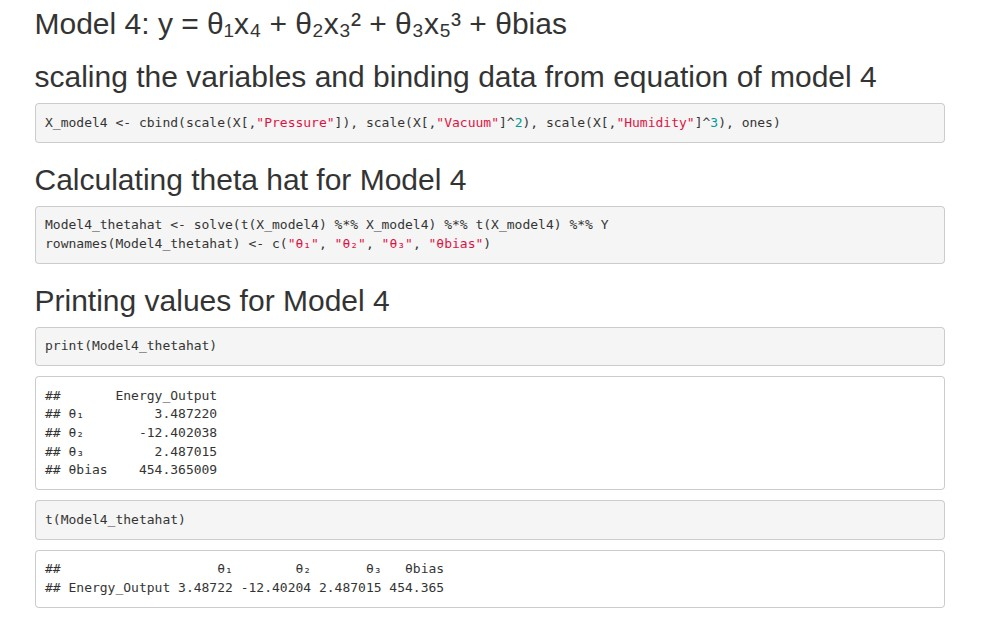 Model 4: y = θ₁x₄ + θ₂x₃² + θ₃x₅³ + θbias
scaling the variables and binding data from equation of model 4
X_model4 <- cbind(scale(X[,"Pressure"]), scale(X[,"Vacuum"]^2), scale(X[,"Humidity"]^3), ones)
Calculating theta hat for Model 4
Model4_thetahat <- solve(t(X_model4) %*% X_model4) %*% t(X_model4) %*% Y
rownames(Model4_thetahat) <- c("θ₁", "θ₂", "θ₃", "θbias")
Printing values for Model 4
print(Model4_thetahat)
##       Energy_Output
## θ₁         3.487220
## θ₂       -12.402038
## θ₃         2.487015
## θbias    454.365009
t(Model4_thetahat)
##                    θ₁        θ₂       θ₃   θbias
## Energy_Output 3.48722 -12.40204 2.487015 454.365